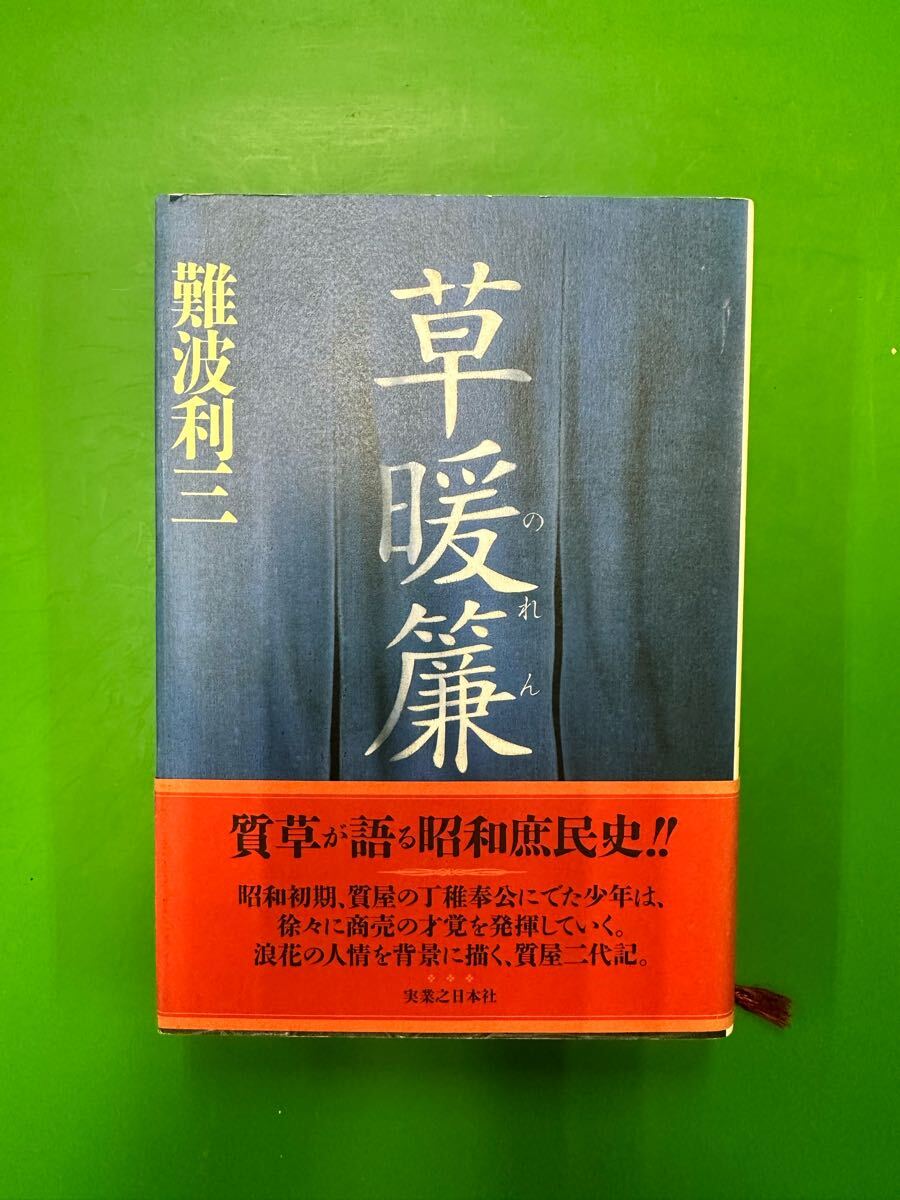 草暖簾
のれん
難波利三
質草が語る昭和庶民史!!
昭和初期、質屋の丁稚奉公にでた少年は、
徐々に商売の才覚を発揮していく。
浪花の人情を背景に描く、質屋二代記。
実業之日本社